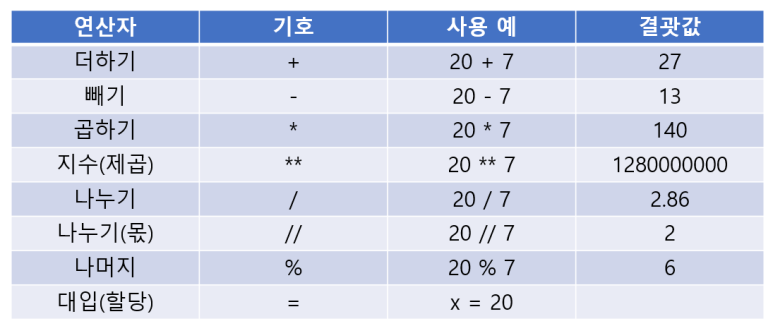 연산자 기호 사용 예 결괏값
더하기 + 20 + 7 27
빼기 - 20 - 7 13
곱하기 * 20 * 7 140
지수(제곱) ** 20 ** 7 1280000000
나누기 / 20 / 7 2.86
나누기(몫) // 20 // 7 2
나머지 % 20 % 7 6
대입(할당) = x = 20